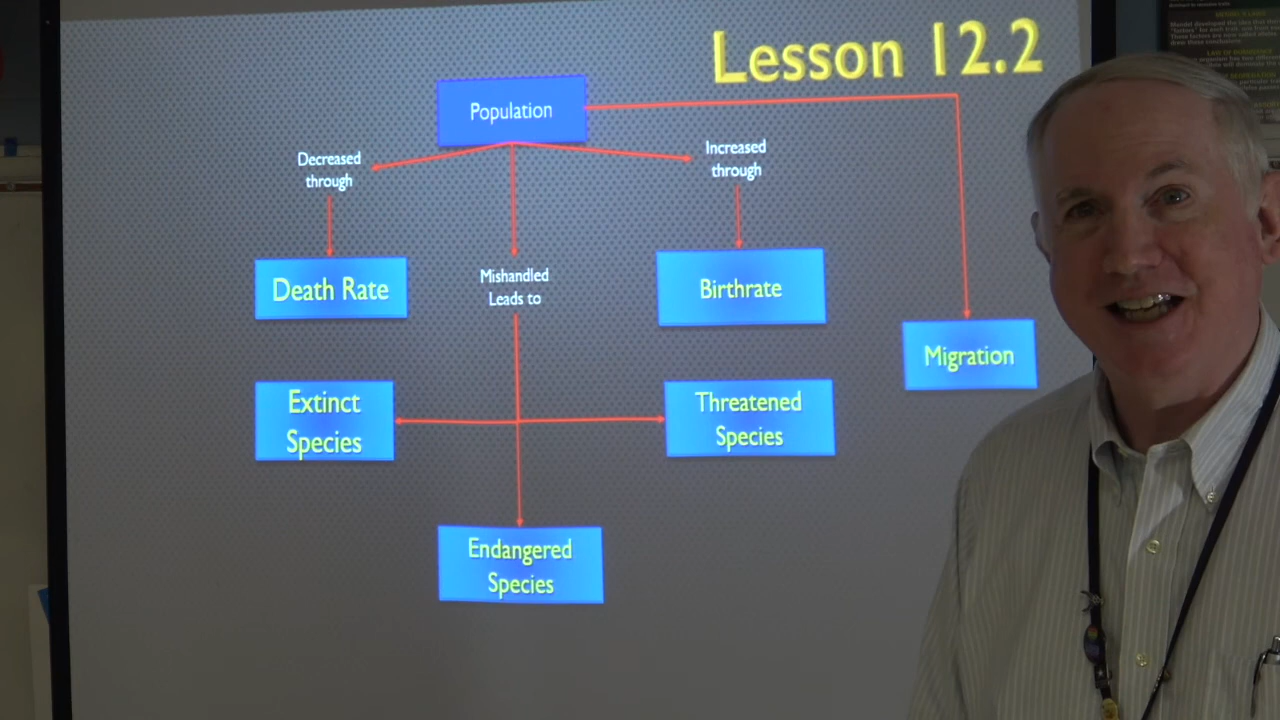 Lesson 12.2
Population
Decreased
through
Increased
through
Death Rate
Mishandled
Leads to
Birthrate
Migration
Extinct
Species
Threatened
Species
Endangered
Species